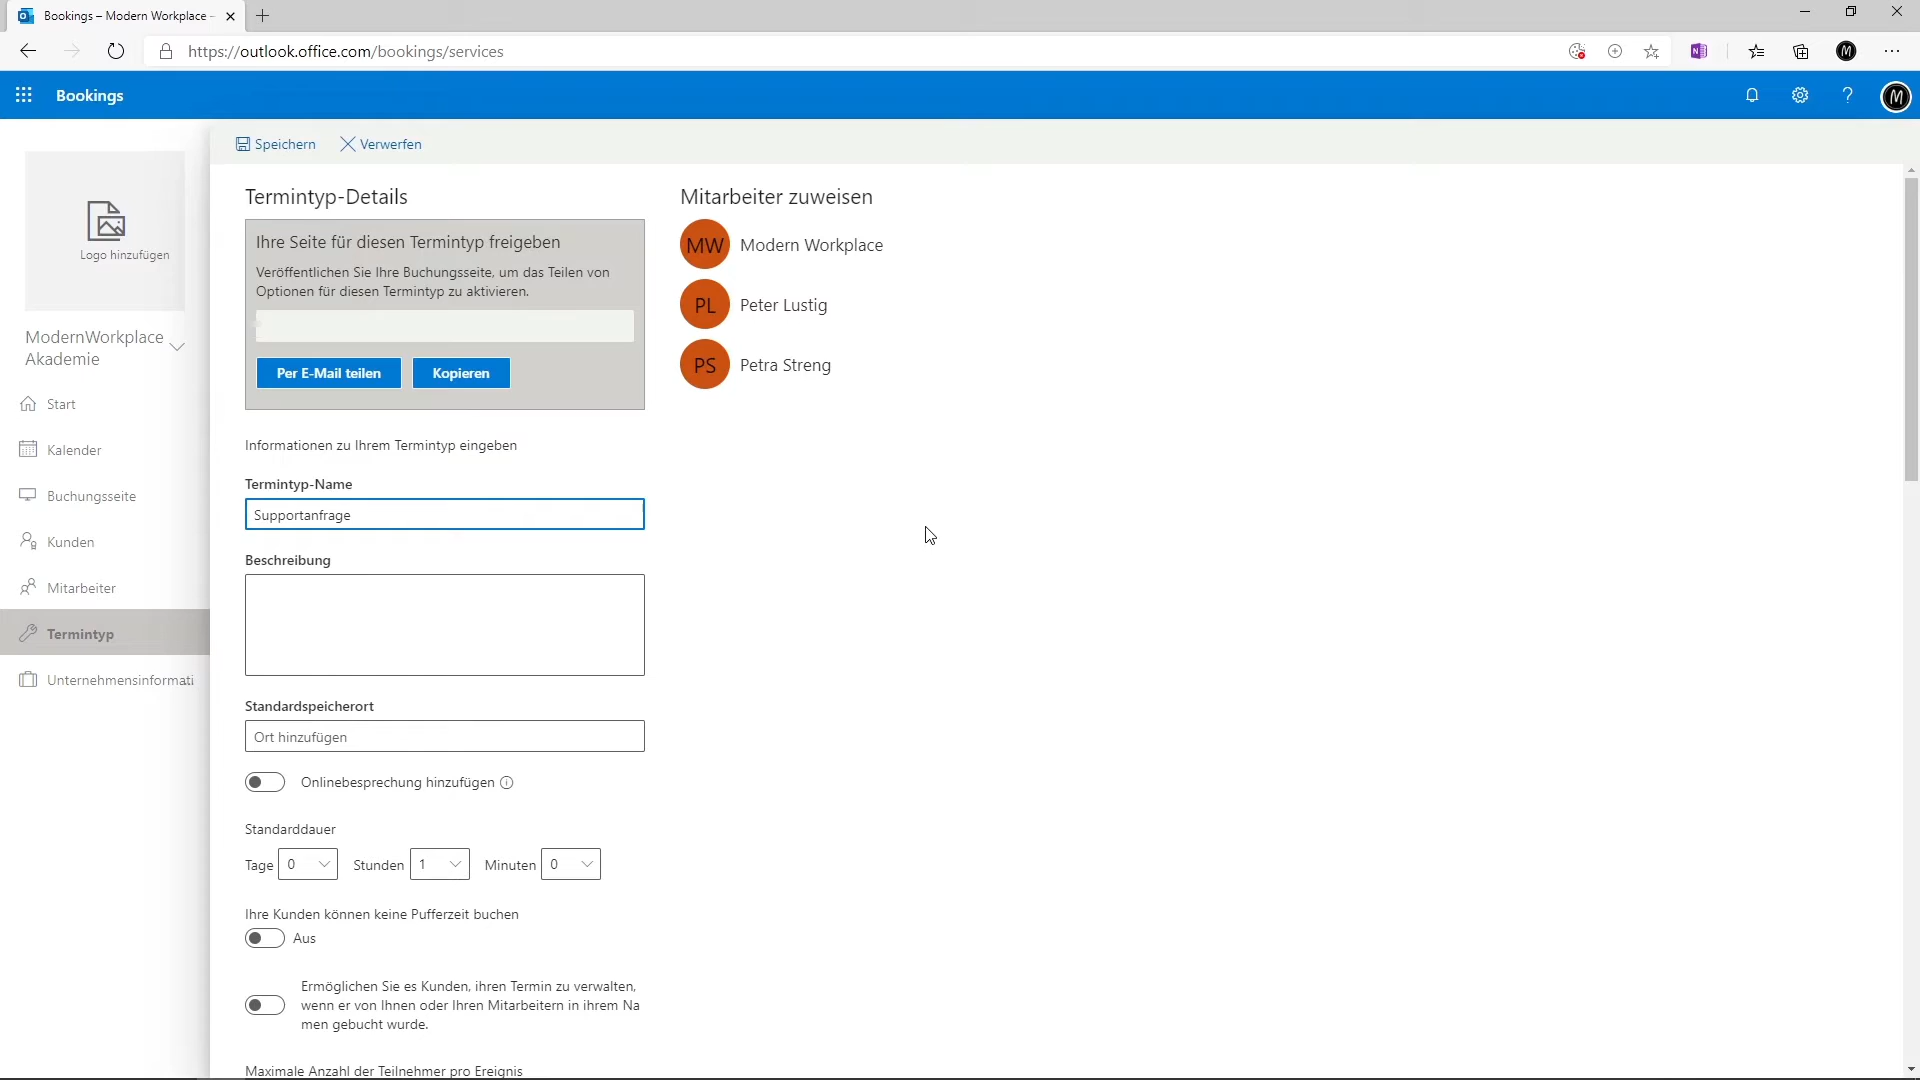 Bookings – Modern Workplace -
https://outlook.office.com/bookings/services
Bookings
M
Speichern
Verwerfen
Logo hinzufügen
ModernWorkplace
Akademie
Start
Kalender
Buchungsseite
Kunden
Mitarbeiter
Termintyp
Unternehmensinformati
Termintyp-Details
Ihre Seite für diesen Termintyp freigeben
Veröffentlichen Sie Ihre Buchungsseite, um das Teilen von
Optionen für diesen Termintyp zu aktivieren.
Per E-Mail teilen
Kopieren
Informationen zu Ihrem Termintyp eingeben
Termintyp-Name
Supportanfrage
Beschreibung
Standardspeicherort
Ort hinzufügen
Onlinebesprechung hinzufügen
Standarddauer
Tage 0 Stunden 1 Minuten 0
Ihre Kunden können keine Pufferzeit buchen
Aus
Ermöglichen Sie es Kunden, ihren Termin zu verwalten,
wenn er von Ihnen oder Ihren Mitarbeitern in ihrem Na
men gebucht wurde.
Maximale Anzahl der Teilnehmer pro Ereignis
Mitarbeiter zuweisen
MW Modern Workplace
PL Peter Lustig
PS Petra Streng